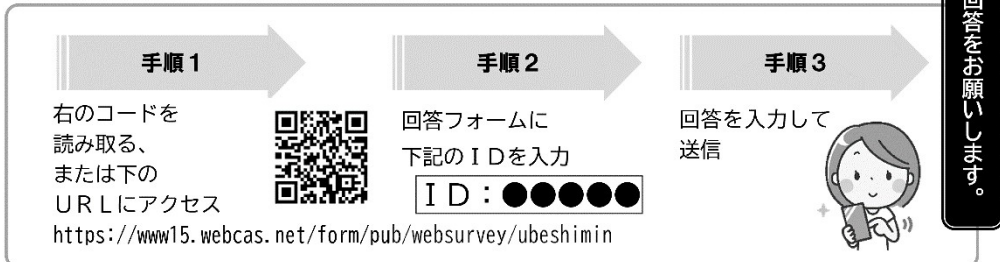 回答をお願いします。
手順1
右のコードを
読み取る、
または下の
URLにアクセス
https://www15.webcas.net/form/pub/websurvey/ubeshimin
手順2
回答フォームに
下記のIDを入力
ID:●●●●●
手順3
回答を入力して
送信